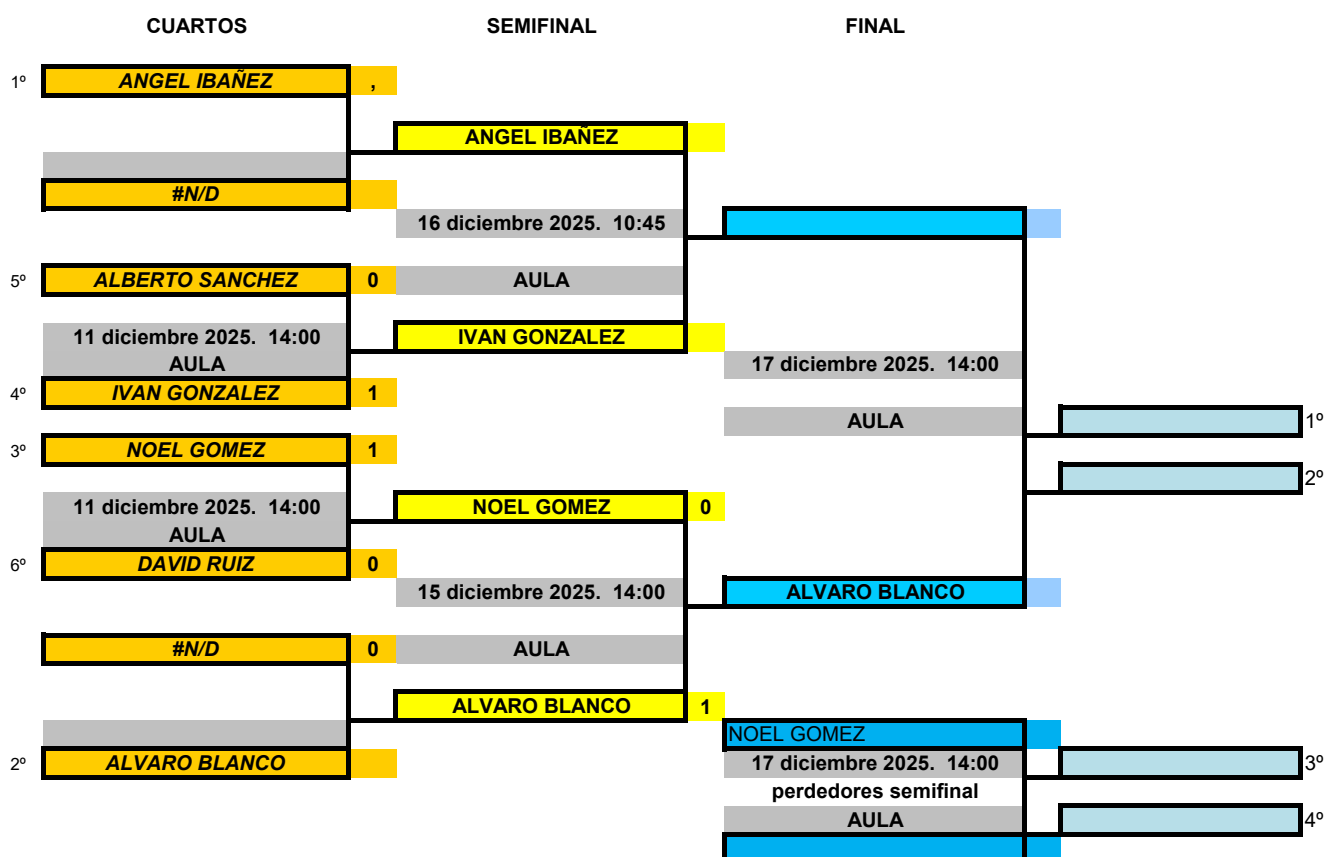 CUARTOS SEMIFINAL FINAL
1º ANGEL IBAÑEZ ,
ANGEL IBAÑEZ
#N/D
16 diciembre 2025. 10:45
5º ALBERTO SANCHEZ 0 AULA
11 diciembre 2025. 14:00 IVAN GONZALEZ
AULA 17 diciembre 2025. 14:00
4º IVAN GONZALEZ 1
AULA 1º
3º NOEL GOMEZ 1
2º
11 diciembre 2025. 14:00 NOEL GOMEZ 0
AULA
6º DAVID RUIZ 0
15 diciembre 2025. 14:00 ALVARO BLANCO
#N/D 0 AULA
ALVARO BLANCO 1
NOEL GOMEZ
2º ALVARO BLANCO 17 diciembre 2025. 14:00 3º
perdedores semifinal
AULA 4º